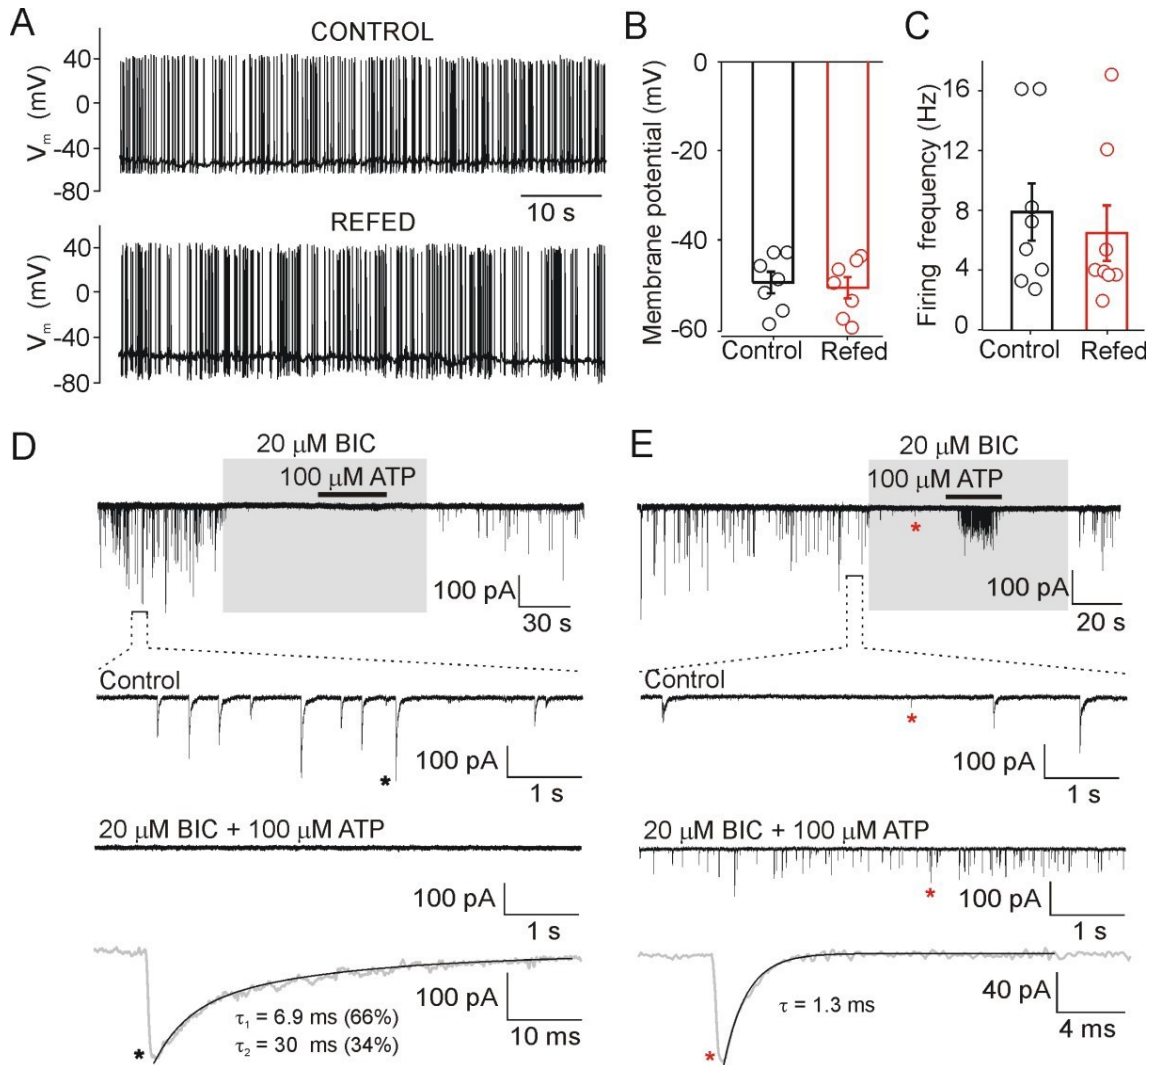 A
CONTROL
40
0
-40
-80
Vm (mV)
10 s
REFED
40
0
-40
-80
Vm (mV)
B
0
-20
-40
-60
Membrane potential (mV)
Control Refed
C
16
12
8
4
0
Firing frequency (Hz)
Control Refed
D
20 μM BIC
100 μM ATP
100 pA
30 s
Control
100 pA
*
1 s
20 μM BIC + 100 μM ATP
100 pA
1 s
100 pA
τ1 = 6.9 ms (66%)
τ2 = 30 ms (34%)
*
10 ms
E
20 μM BIC
100 μM ATP
*
100 pA
20 s
Control
*
100 pA
1 s
20 μM BIC + 100 μM ATP
*
100 pA
1 s
40 pA
τ = 1.3 ms
*
4 ms